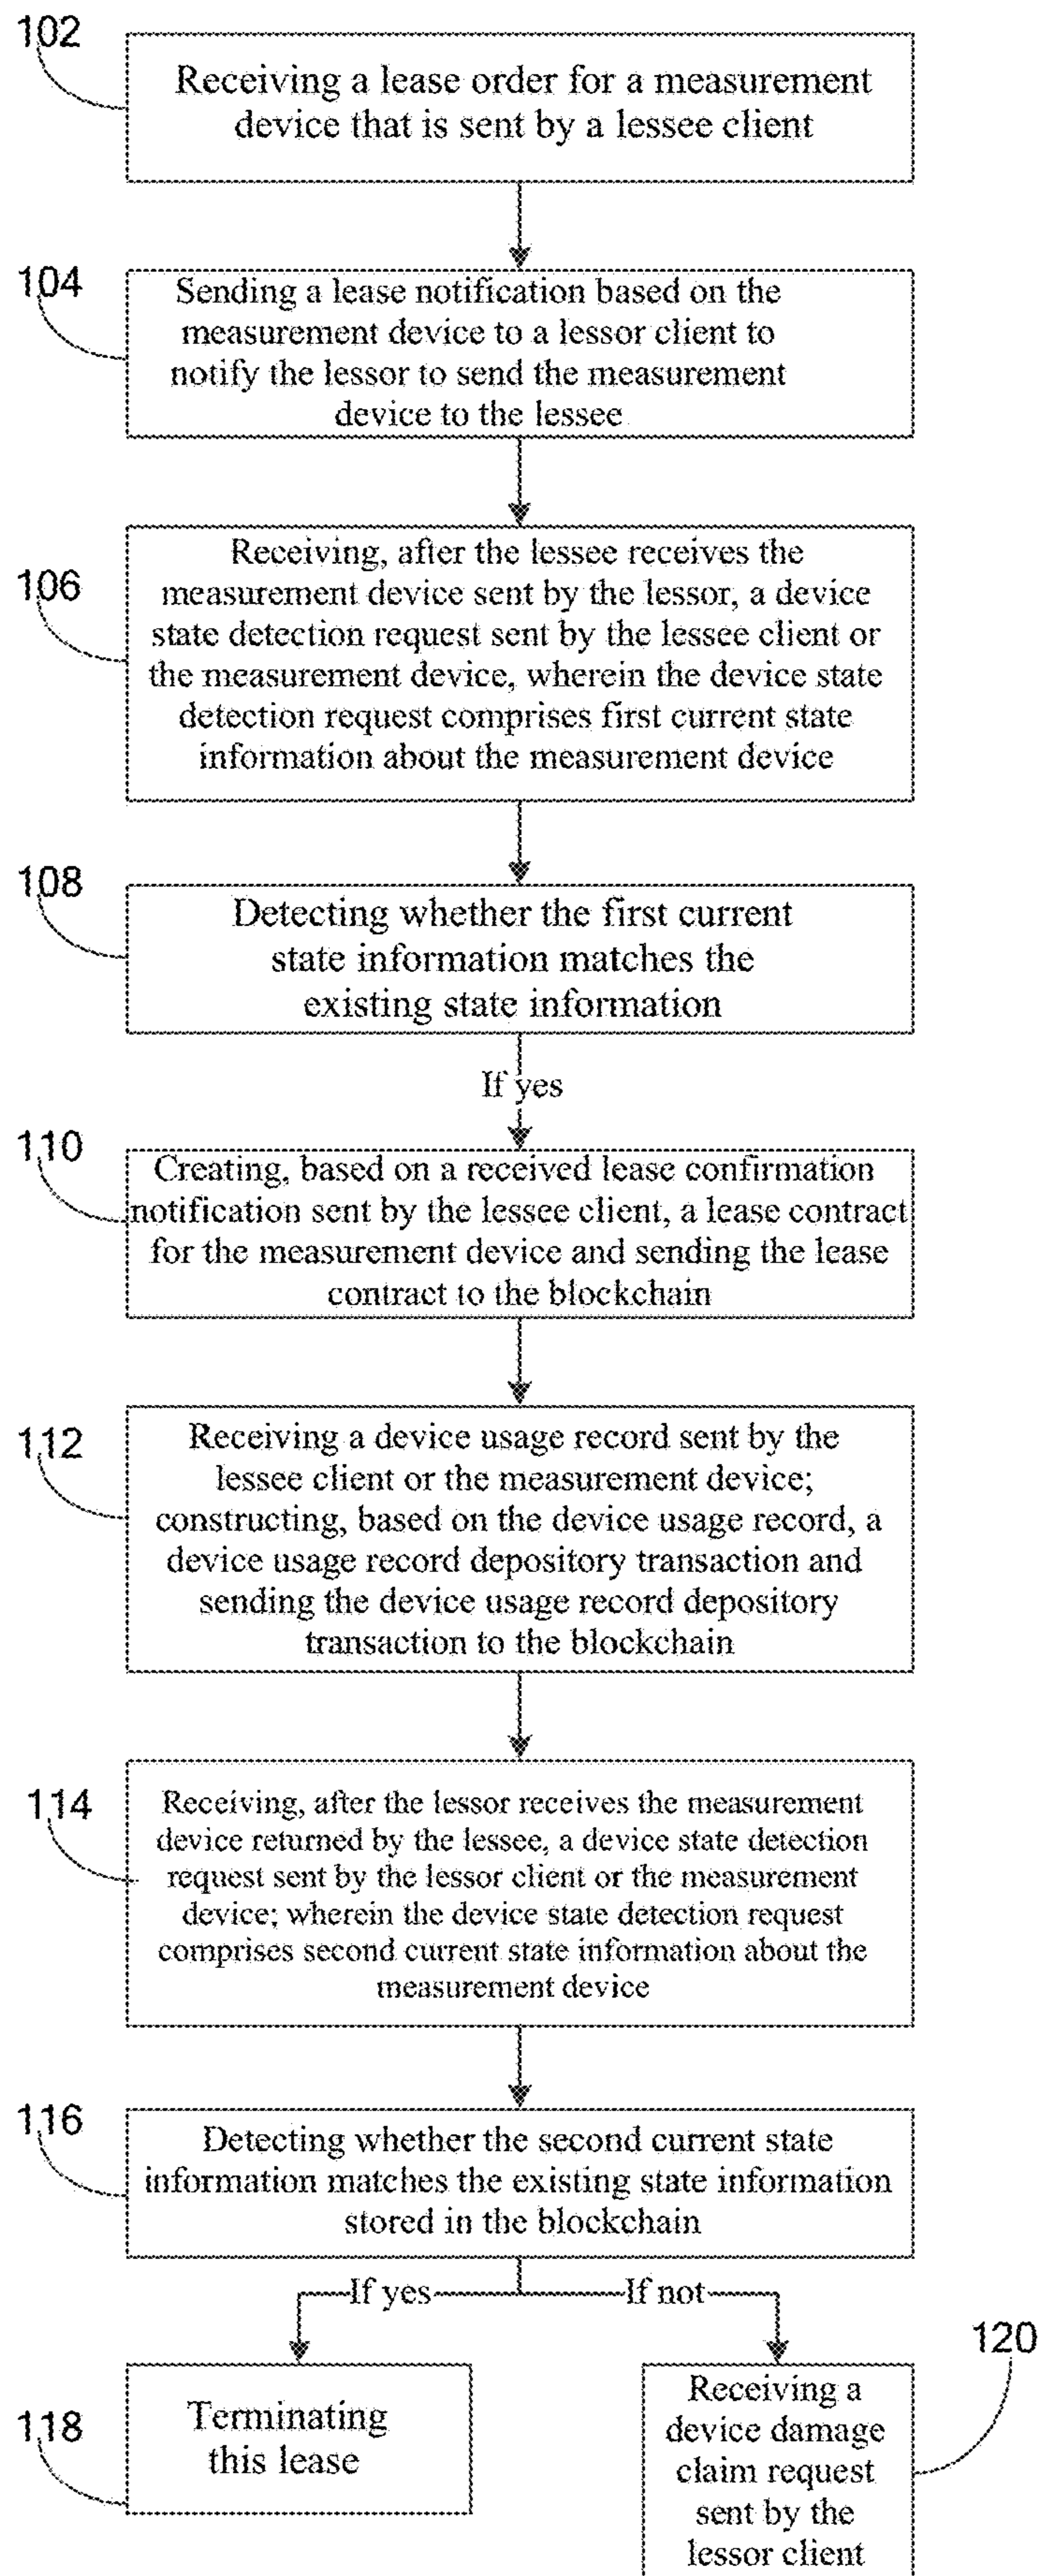 102
Receiving a lease order for a measurement
device that is sent by a lessee client
104
Sending a lease notification based on the
measurement device to a lessor client to
notify the lessor to send the measurement
device to the lessee
106
Receiving, after the lessee receives the
measurement device sent by the lessor, a device
state detection request sent by the lessee client or
the measurement device, wherein the device state
detection request comprises first current state
information about the measurement device
108
Detecting whether the first current
state information matches the
existing state information
If yes
110
Creating, based on a received lease confirmation
notification sent by the lessee client, a lease contract
for the measurement device and sending the lease
contract to the blockchain
112
Receiving a device usage record sent by the
lessee client or the measurement device;
constructing, based on the device usage record, a
device usage record depository transaction and
sending the device usage record depository
transaction to the blockchain
114
Receiving, after the lessor receives the measurement
device returned by the lessee, a device state detection
request sent by the lessor client or the measurement
device; wherein the device state detection request
comprises second current state information about the
measurement device
116
Detecting whether the second current state
information matches the existing state information
stored in the blockchain
If yes
If not
118
Terminating
this lease
120
Receiving a
device damage
claim request
sent by the
lessor client